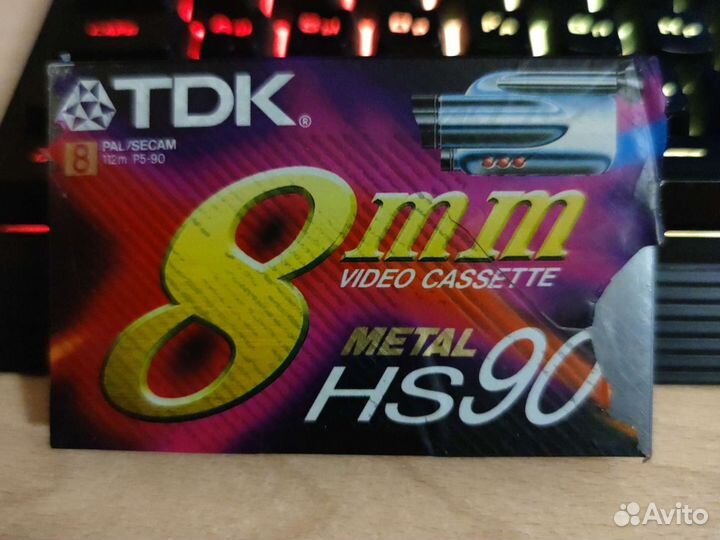 TDK®
8 PAL/SECAM
112m P5-90
8mm
VIDEO CASSETTE
METAL
HS90
Avito